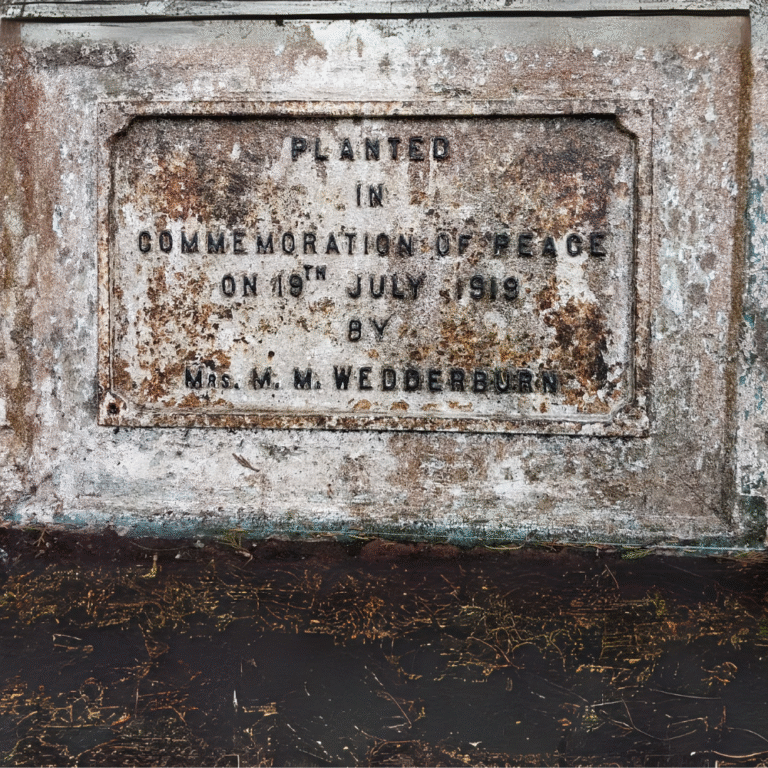 PLANTED
IN
COMMEMORATION OF PEACE
ON 19TH JULY 1919
BY
MRS. M. M. WEDDERBURN